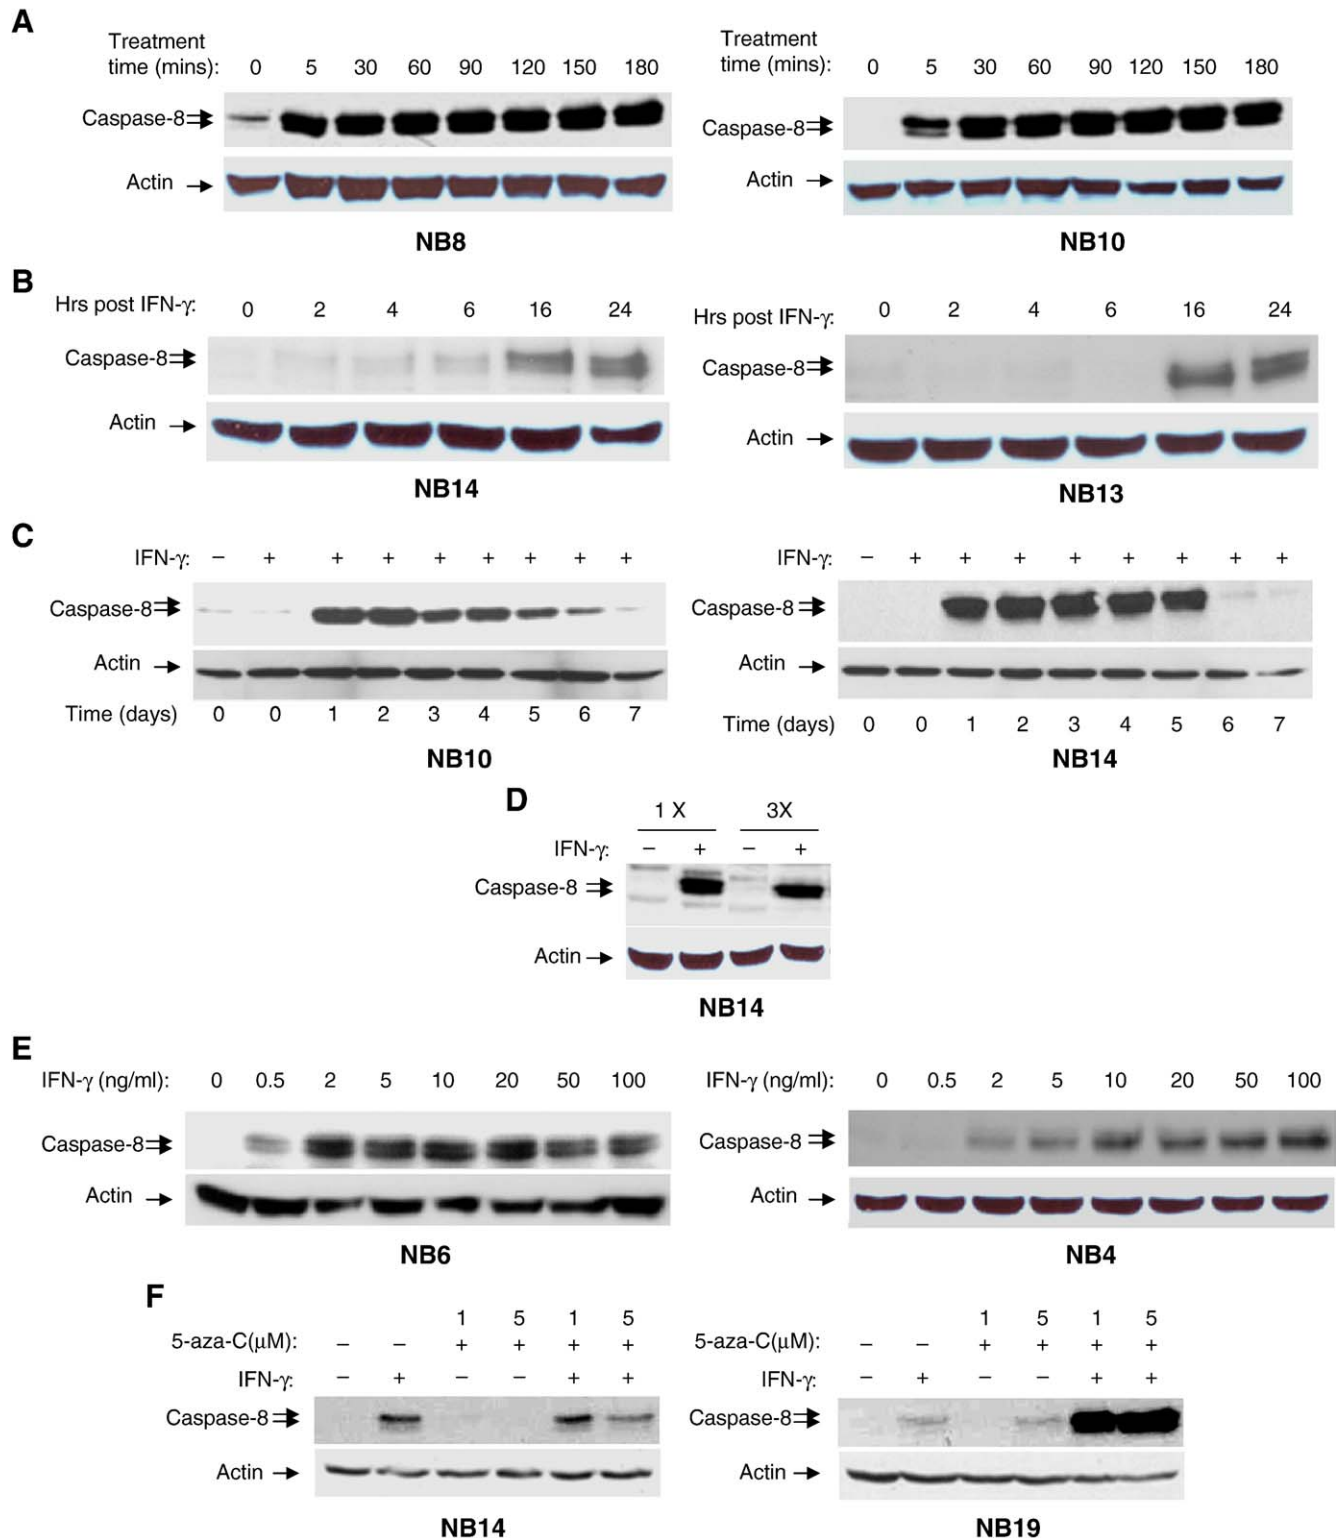 A
Treatment
time (mins): 0 5 30 60 90 120 150 180
Caspase-8
Actin
NB8
Treatment
time (mins): 0 5 30 60 90 120 150 180
Caspase-8
Actin
NB10
B
Hrs post IFN-γ: 0 2 4 6 16 24
Caspase-8
Actin
NB14
Hrs post IFN-γ: 0 2 4 6 16 24
Caspase-8
Actin
NB13
C
IFN-γ: – + + + + + + + +
Caspase-8
Actin
Time (days) 0 0 1 2 3 4 5 6 7
NB10
IFN-γ: – + + + + + + + +
Caspase-8
Actin
Time (days) 0 0 1 2 3 4 5 6 7
NB14
D
1 X 3X
IFN-γ: – + – +
Caspase-8
Actin
NB14
E
IFN-γ (ng/ml): 0 0.5 2 5 10 20 50 100
Caspase-8
Actin
NB6
IFN-γ (ng/ml): 0 0.5 2 5 10 20 50 100
Caspase-8
Actin
NB4
F
1 5 1 5
5-aza-C(μM): – – + + + +
IFN-γ: – + – – + +
Caspase-8
Actin
NB14
1 5 1 5
5-aza-C(μM): – – + + + +
IFN-γ: – + – – + +
Caspase-8
Actin
NB19